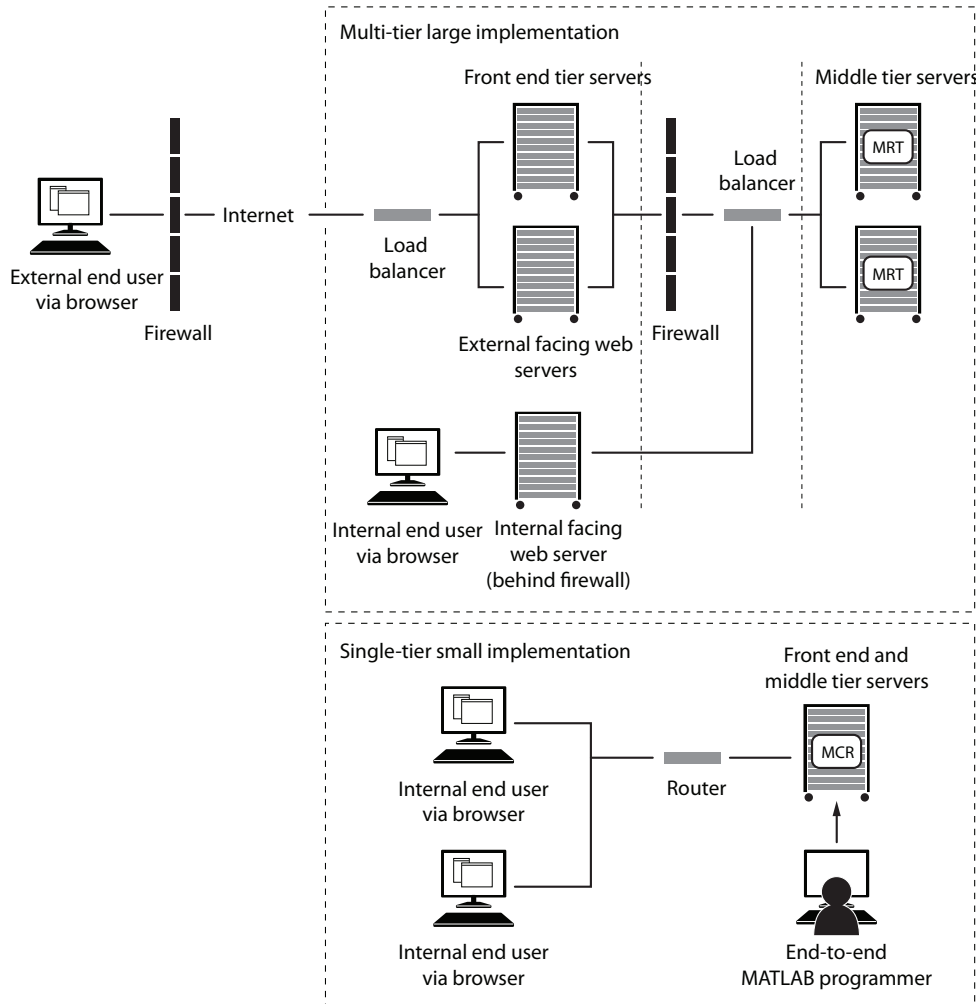 Multi-tier large implementation
Front end tier servers
Middle tier servers
MRT
Load
balancer
Internet
Load
balancer
MRT
External end user
via browser
Firewall
External facing web
servers
Firewall
Internal end user
via browser
Internal facing
web server
(behind firewall)
Single-tier small implementation
Front end and
middle tier servers
MCR
Internal end user
via browser
Router
Internal end user
via browser
End-to-end
MATLAB programmer